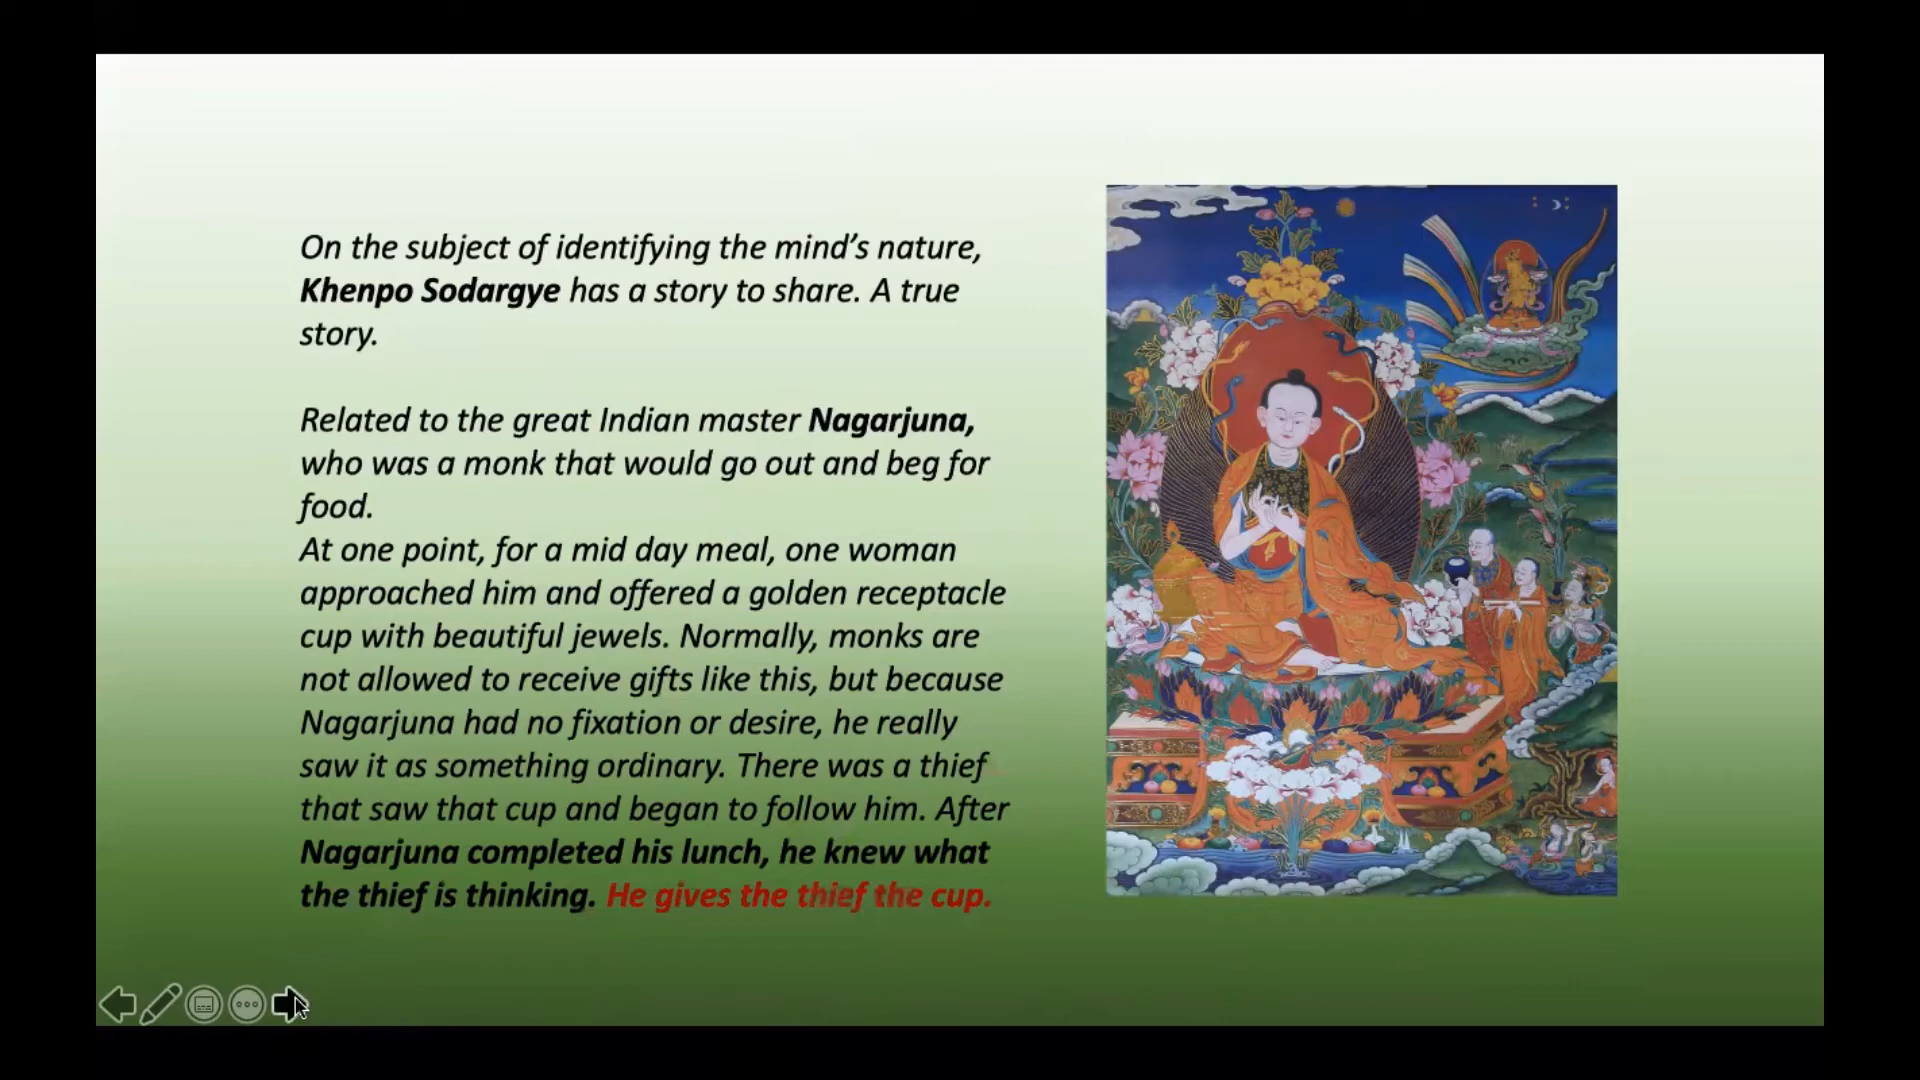 On the subject of identifying the mind’s nature,
Khenpo Sodargye has a story to share. A true
story.
Related to the great Indian master Nagarjuna,
who was a monk that would go out and beg for
food.
At one point, for a mid day meal, one woman
approached him and offered a golden receptacle
cup with beautiful jewels. Normally, monks are
not allowed to receive gifts like this, but because
Nagarjuna had no fixation or desire, he really
saw it as something ordinary. There was a thief
that saw that cup and began to follow him. After
Nagarjuna completed his lunch, he knew what
the thief is thinking. He gives the thief the cup.